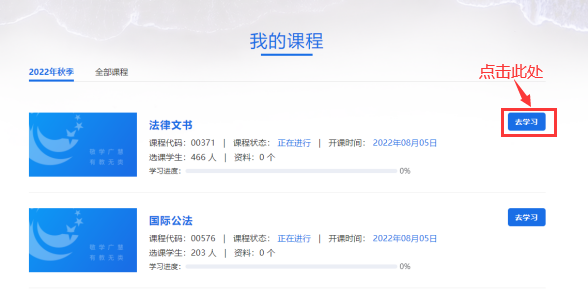 我的课程
2022年秋季 全部课程
点击此处
法律文书 去学习
课程代码：00371 | 课程状态： 正在进行 | 开课时间： 2022年08月05日
选课学生：466 人 | 资料：0 个
学习进度： 0%
国际公法 去学习
课程代码：00576 | 课程状态： 正在进行 | 开课时间： 2022年08月05日
选课学生：203 人 | 资料：0 个
学习进度： 0%